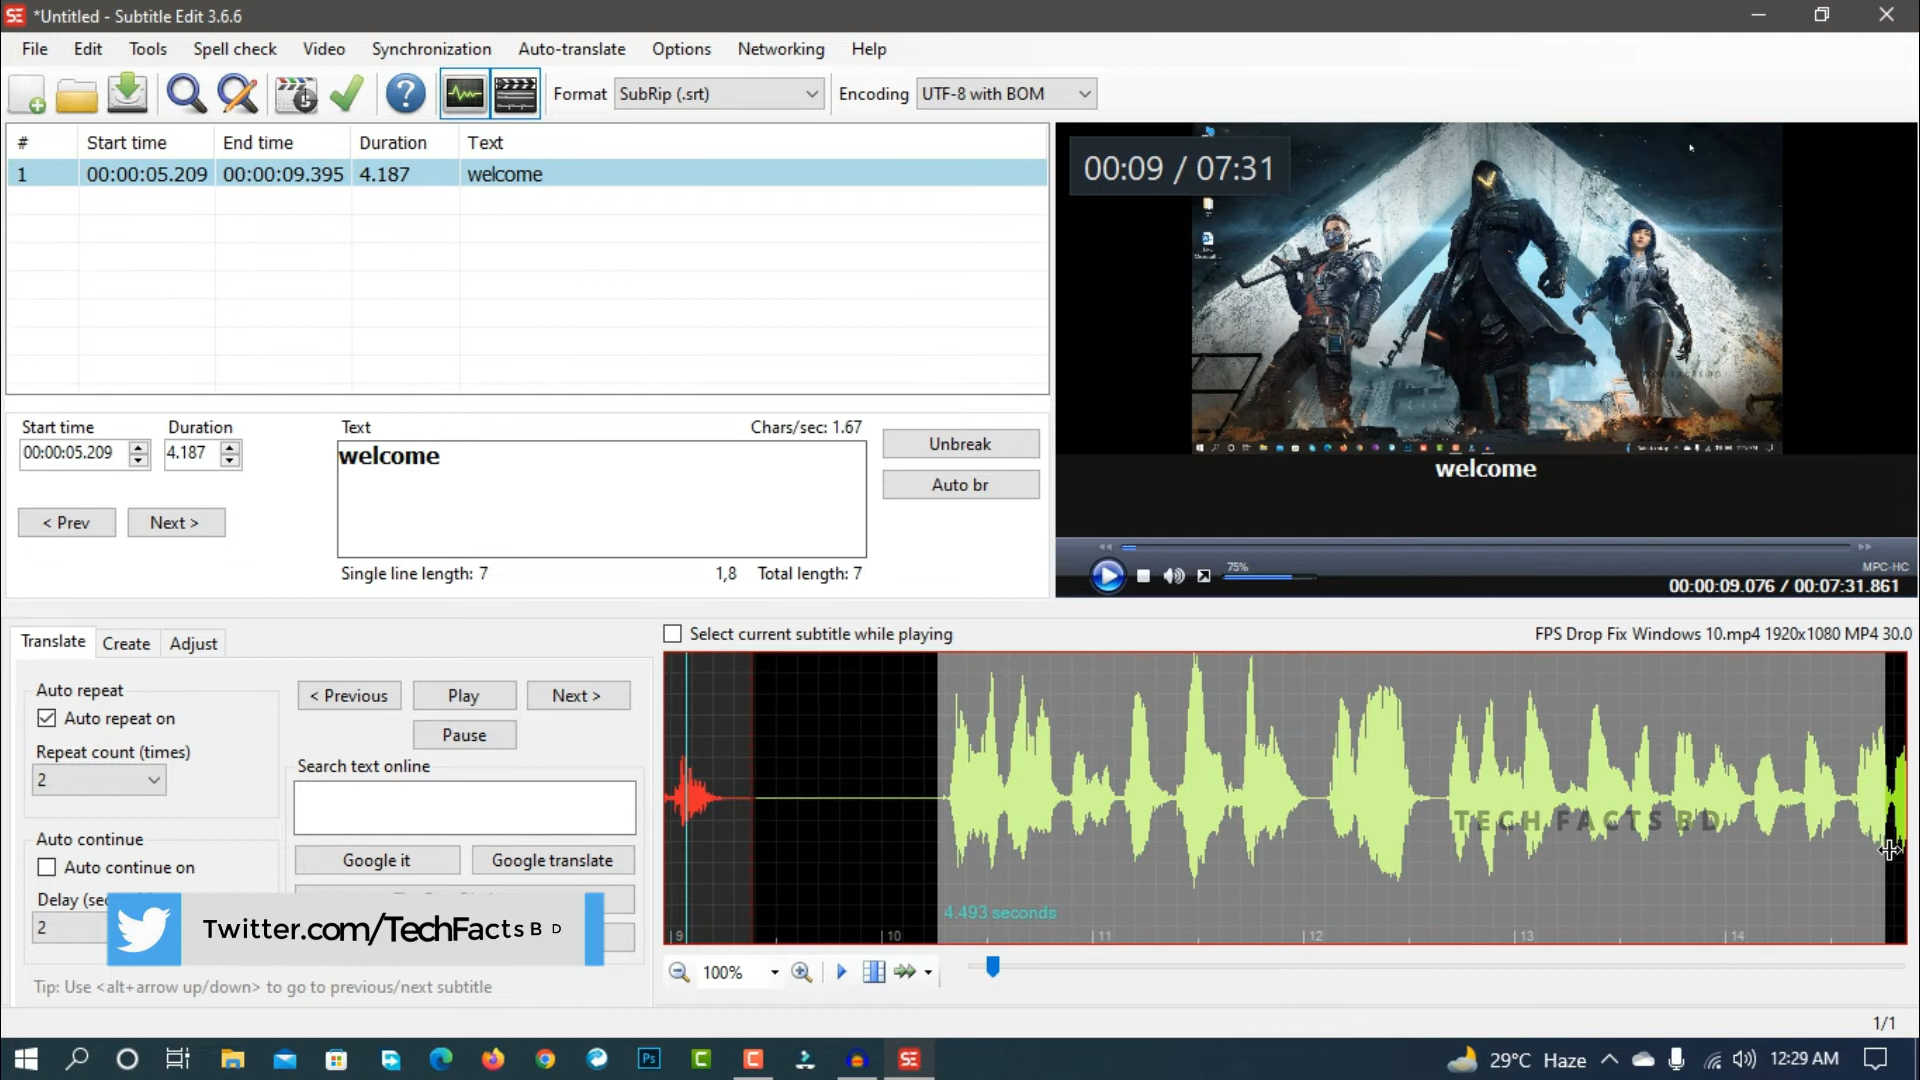 SE *Untitled - Subtitle Edit 3.6.6
File Edit Tools Spell check Video Synchronization Auto-translate Options Networking Help
Format SubRip (.srt) Encoding UTF-8 with BOM
# Start time End time Duration Text
1 00:00:05.209 00:00:09.395 4.187 welcome
00:09 / 07:31
welcome
Start time Duration Text Chars/sec: 1.67
00:00:05.209 4.187 welcome
Unbreak
Auto br
< Prev Next >
Single line length: 7 1,8 Total length: 7
75% MPC-HC
00:00:09.076 / 00:07:31.861
Translate Create Adjust
Select current subtitle while playing FPS Drop Fix Windows 10.mp4 1920x1080 MP4 30.0
Auto repeat
Auto repeat on
Repeat count (times)
2
< Previous Play Next >
Pause
Search text online
Auto continue
Auto continue on
Google it Google translate
2
Twitter.com/TechFactsBD
TECH FACTS BD
4.493 seconds
9 10 11 12 13 14
100%
Tip: Use <alt+arrow up/down> to go to previous/next subtitle
1/1
Ps C C SE
29°C Haze 12:29 AM